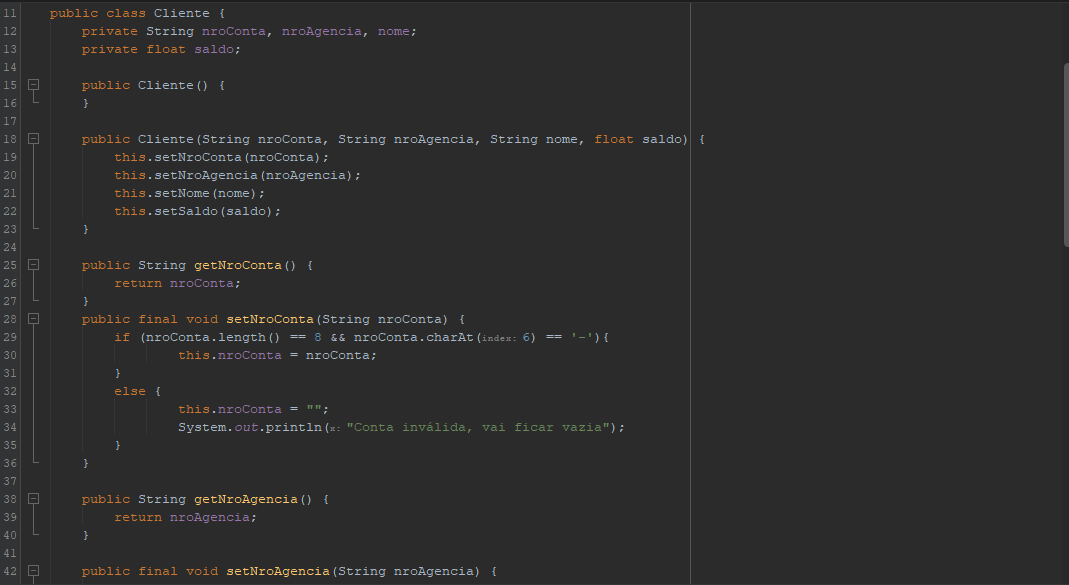 11 public class Cliente {
12 private String nroConta, nroAgencia, nome;
13 private float saldo;
14
15 public Cliente() {
16 }
17
18 public Cliente(String nroConta, String nroAgencia, String nome, float saldo) {
19 this.setNroConta(nroConta);
20 this.setNroAgencia(nroAgencia);
21 this.setNome(nome);
22 this.setSaldo(saldo);
23 }
24
25 public String getNroConta() {
26 return nroConta;
27 }
28 public final void setNroConta(String nroConta) {
29 if (nroConta.length() == 8 && nroConta.charAt(index: 6) == '-'){
30 this.nroConta = nroConta;
31 }
32 else {
33 this.nroConta = "";
34 System.out.println(x: "Conta inválida, vai ficar vazia");
35 }
36 }
37
38 public String getNroAgencia() {
39 return nroAgencia;
40 }
41
42 public final void setNroAgencia(String nroAgencia) {